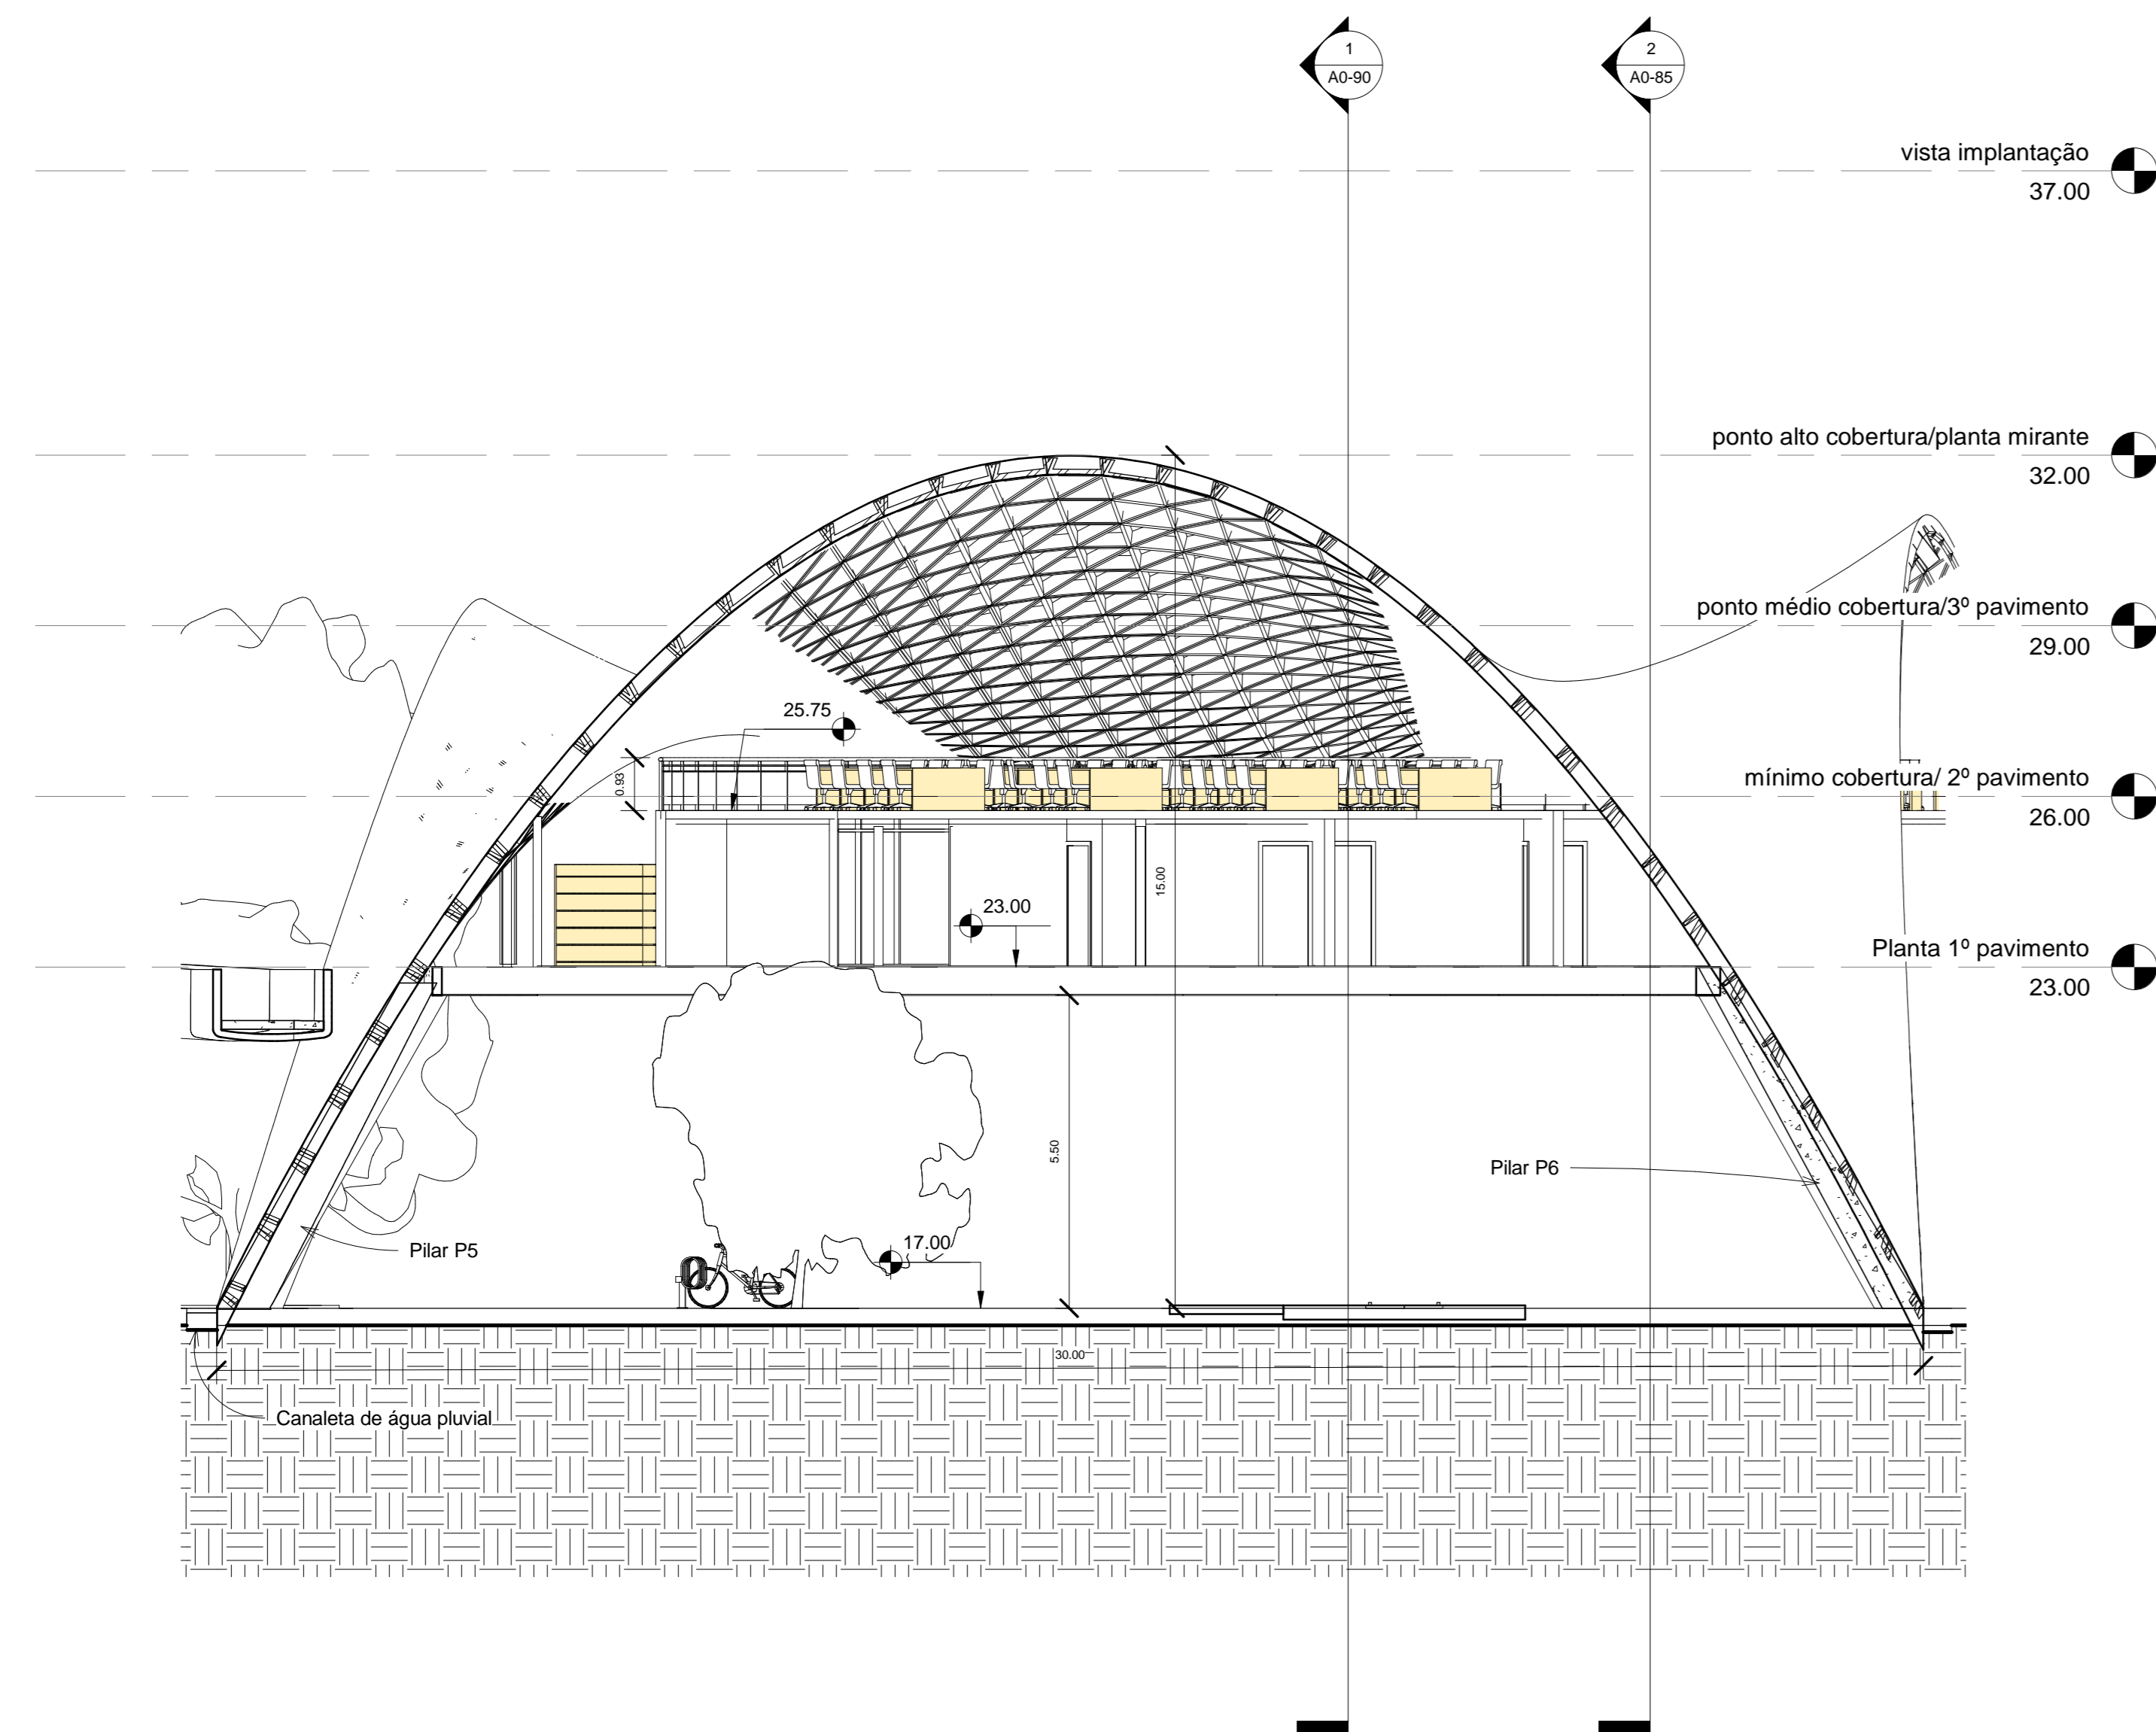 1
A0-90
2
A0-85
vista implantação
37.00
ponto alto cobertura/planta mirante
32.00
ponto médio cobertura/3º pavimento
29.00
25.75
0.93
mínimo cobertura/ 2º pavimento
26.00
15.00
23.00
Planta 1º pavimento
23.00
5.50
Pilar P6
Pilar P5
17.00
30.00
Canaleta de água pluvial